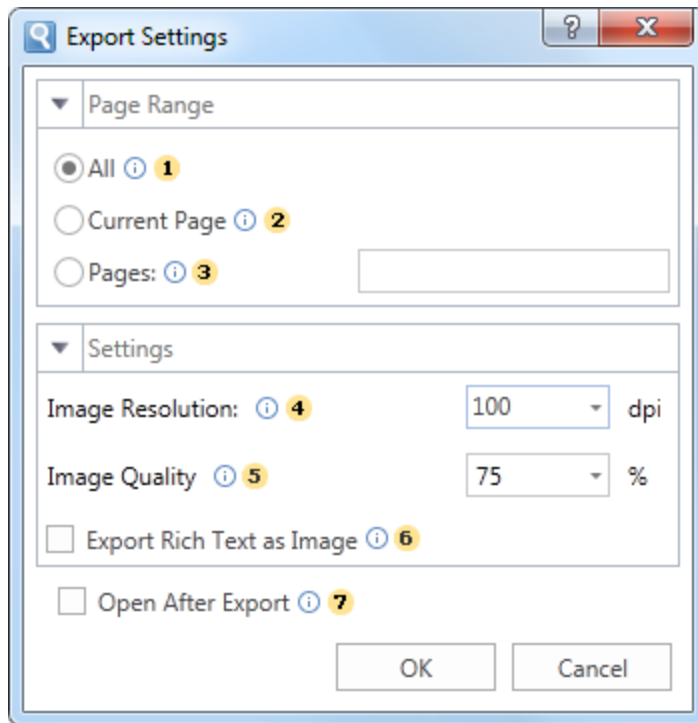 Export Settings
Page Range
All 1
Current Page 2
Pages: 3
Settings
Image Resolution: 4 100 dpi
Image Quality 5 75 %
Export Rich Text as Image 6
Open After Export 7
OK Cancel